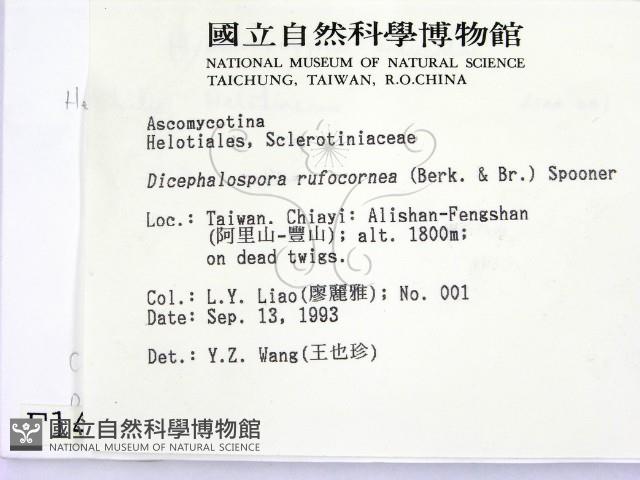 國立自然科學博物館
NATIONAL MUSEUM OF NATURAL SCIENCE
TAICHUNG, TAIWAN, R.O.CHINA
Ascomycotina
Helotiales, Sclerotiniaceae
Dicephalospora rufocornea (Berk. & Br.) Spooner
Loc.: Taiwan. Chiayi: Alishan-Fengshan
(阿里山-豐山); alt. 1800m;
on dead twigs.
Col.: L.Y. Liao(廖麗雅); No. 001
Date: Sep. 13, 1993
Det.: Y.Z. Wang(王也珍)
國立自然科學博物館
NATIONAL MUSEUM OF NATURAL SCIENCE